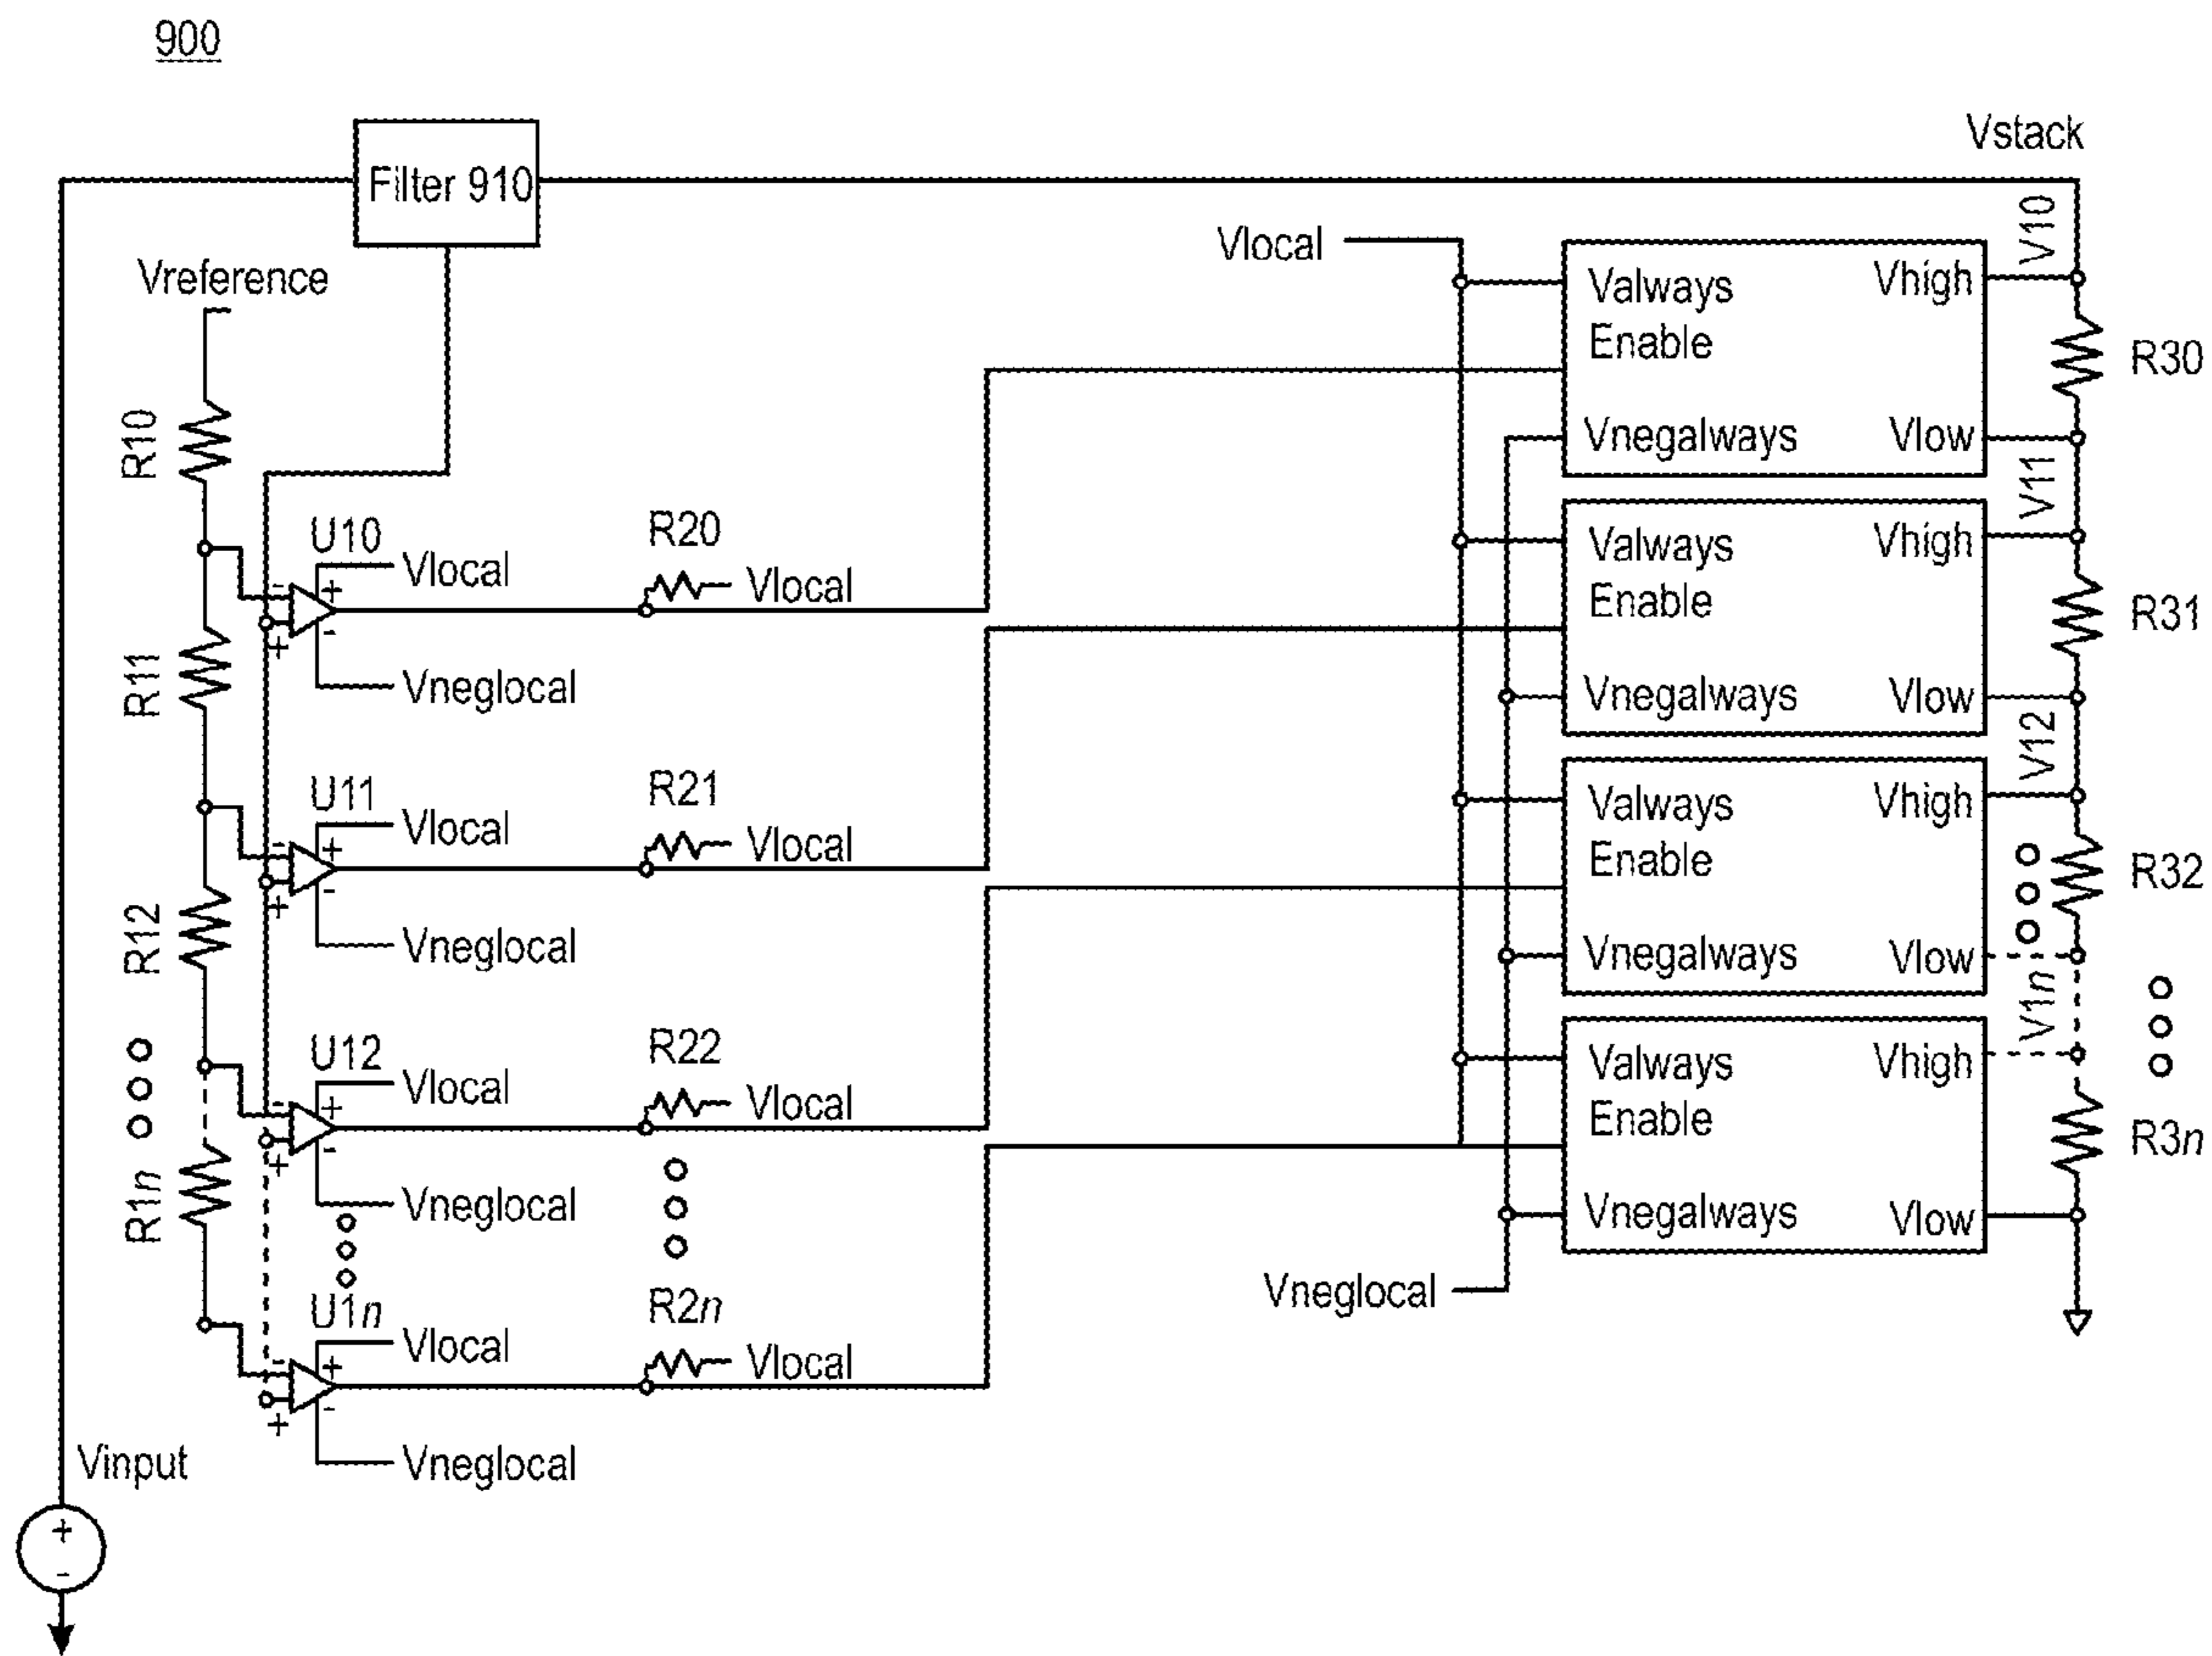 900
Filter 910
Vstack
Vreference
Vlocal
V10
Valways
Vhigh
Enable
R30
Vnegalways
Vlow
R10
V11
U10
Vlocal
R20
Vlocal
+
-
-
+
Vneglocal
Valways
Vhigh
Enable
R31
Vnegalways
Vlow
R11
V12
U11
Vlocal
R21
Vlocal
+
-
-
+
Vneglocal
Valways
Vhigh
Enable
R32
Vnegalways
Vlow
R12
V1n
U12
Vlocal
R22
Vlocal
+
-
-
+
Vneglocal
Valways
Vhigh
Enable
R3n
Vnegalways
Vlow
R1n
Vneglocal
U1n
Vlocal
R2n
Vlocal
+
-
-
+
Vneglocal
Vinput
+
-